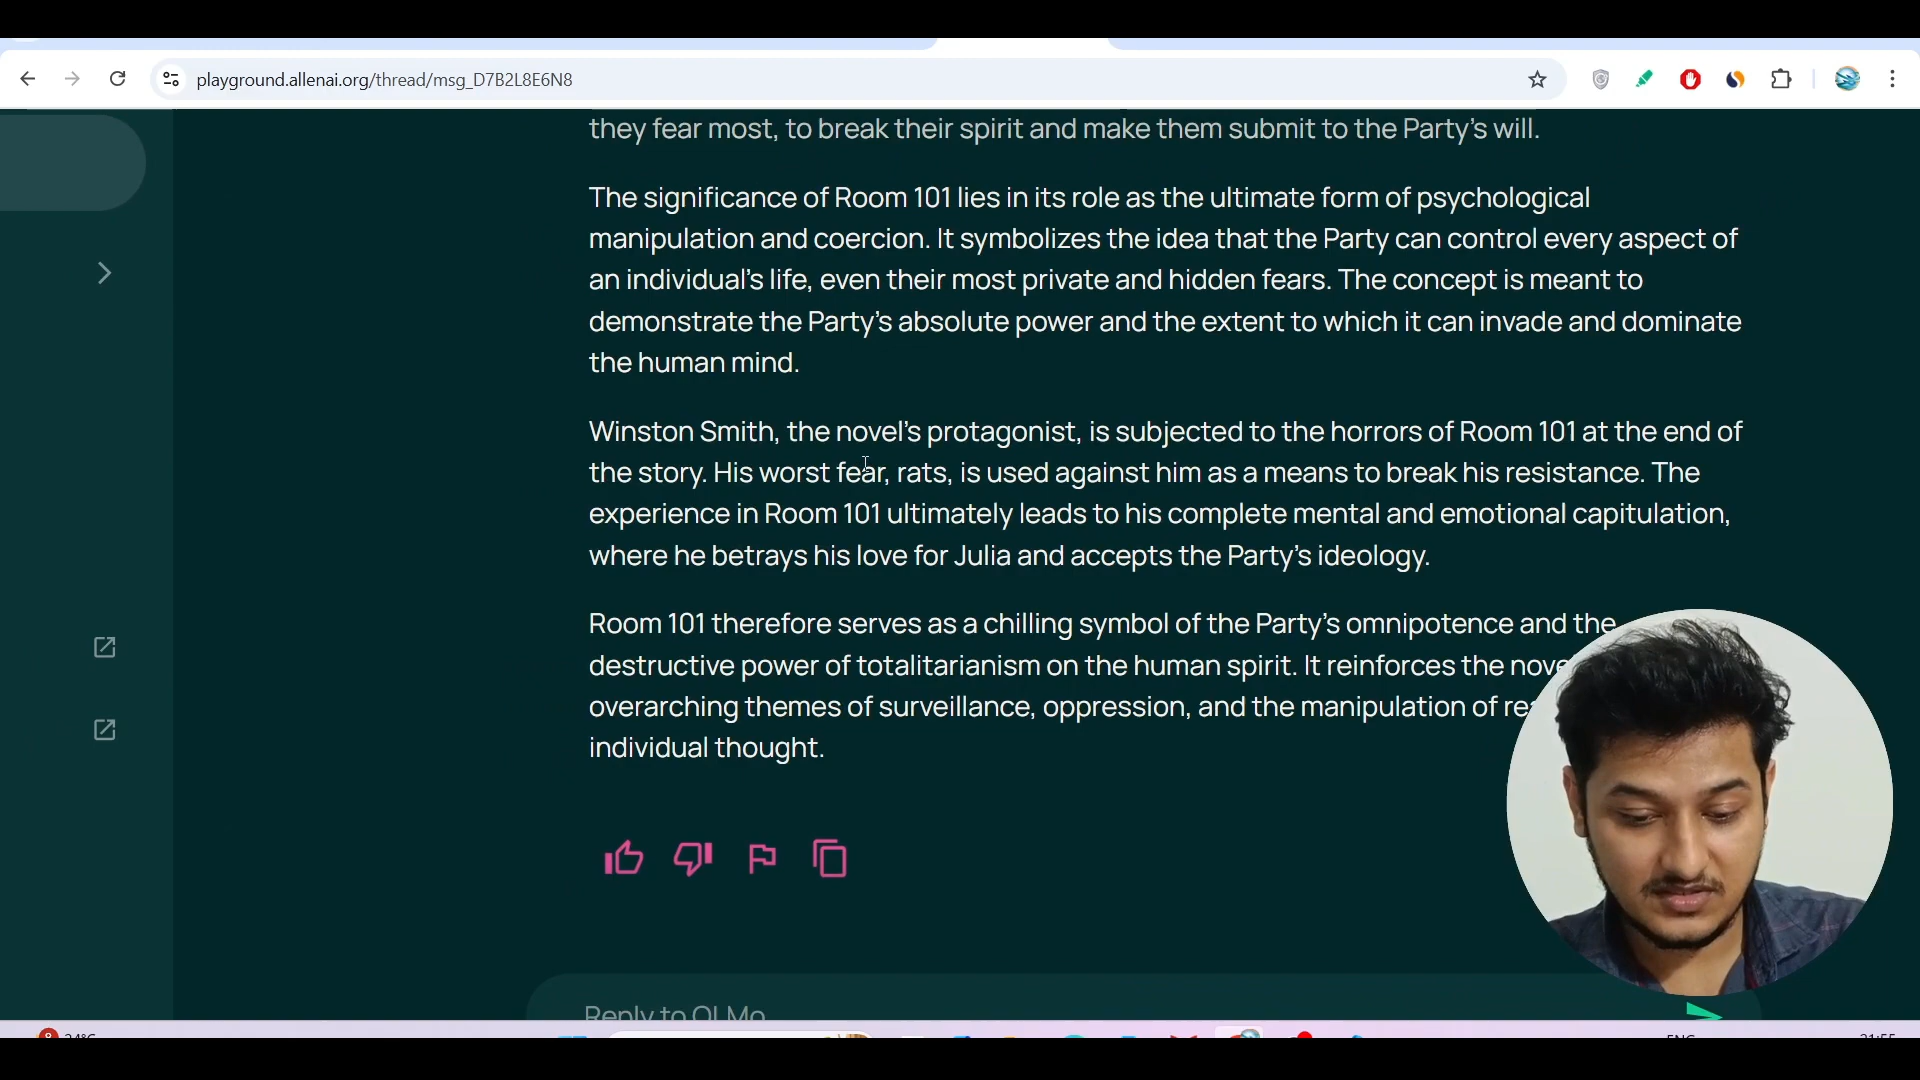 playground.allenai.org/thread/msg_D7B2L8E6N8
they fear most, to break their spirit and make them submit to the Party's will.
The significance of Room 101 lies in its role as the ultimate form of psychological
manipulation and coercion. It symbolizes the idea that the Party can control every aspect of
an individual's life, even their most private and hidden fears. The concept is meant to
demonstrate the Party's absolute power and the extent to which it can invade and dominate
the human mind.
Winston Smith, the novel's protagonist, is subjected to the horrors of Room 101 at the end of
the story. His worst fear, rats, is used against him as a means to break his resistance. The
experience in Room 101 ultimately leads to his complete mental and emotional capitulation,
where he betrays his love for Julia and accepts the Party's ideology.
Room 101 therefore serves as a chilling symbol of the Party's omnipotence and the
destructive power of totalitarianism on the human spirit. It reinforces the
overarching themes of surveillance, oppression, and the manipulation of
individual thought.
Reply to OLMo